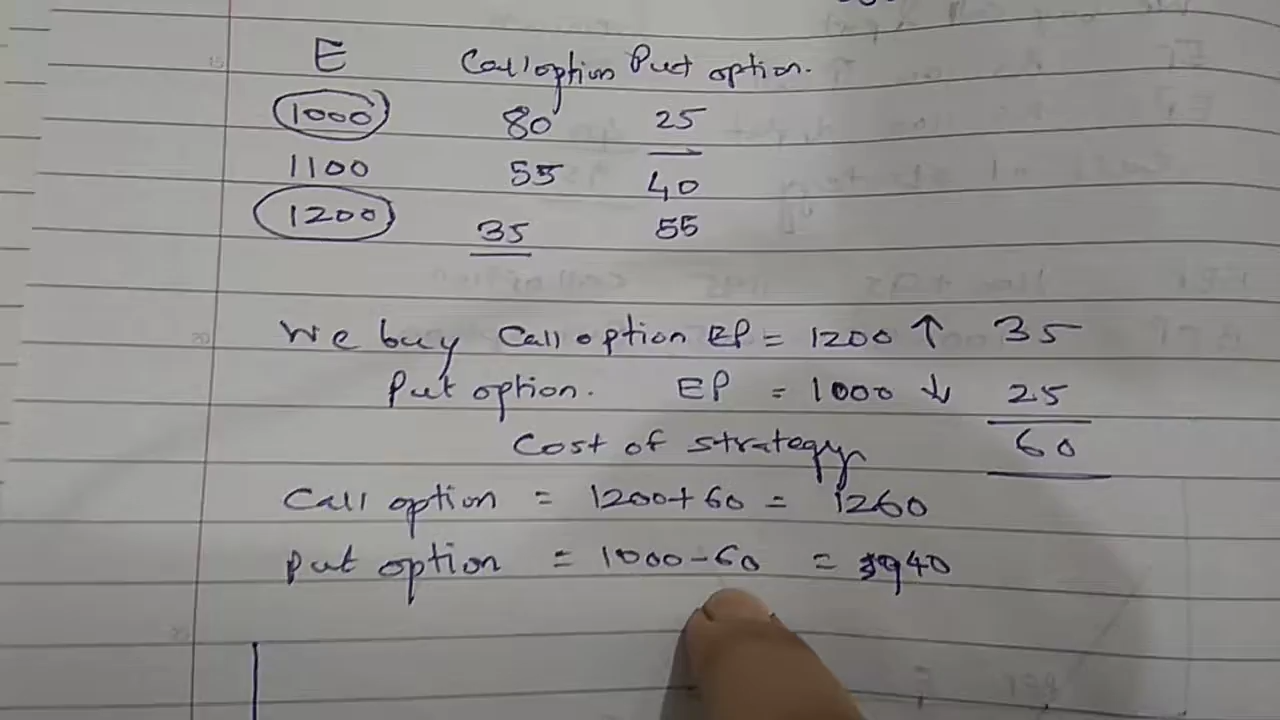 E Call option Put option.
1000 80 25
1100 55 40
1200 35 55
We buy Call option EP = 1200 ↑ 35
Put option. EP = 1000 ↓ 25
Cost of strategy 60
Call option = 1200 + 60 = 1260
Put option = 1000 - 60 = 940